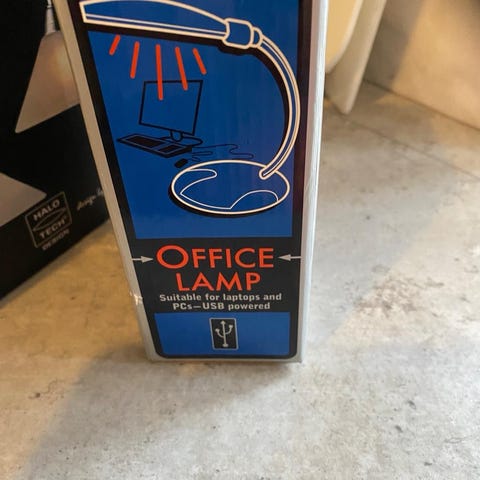 HALO
TECH
DESIGN
OFFICE
LAMP
Suitable for laptops and
PCs—USB powered